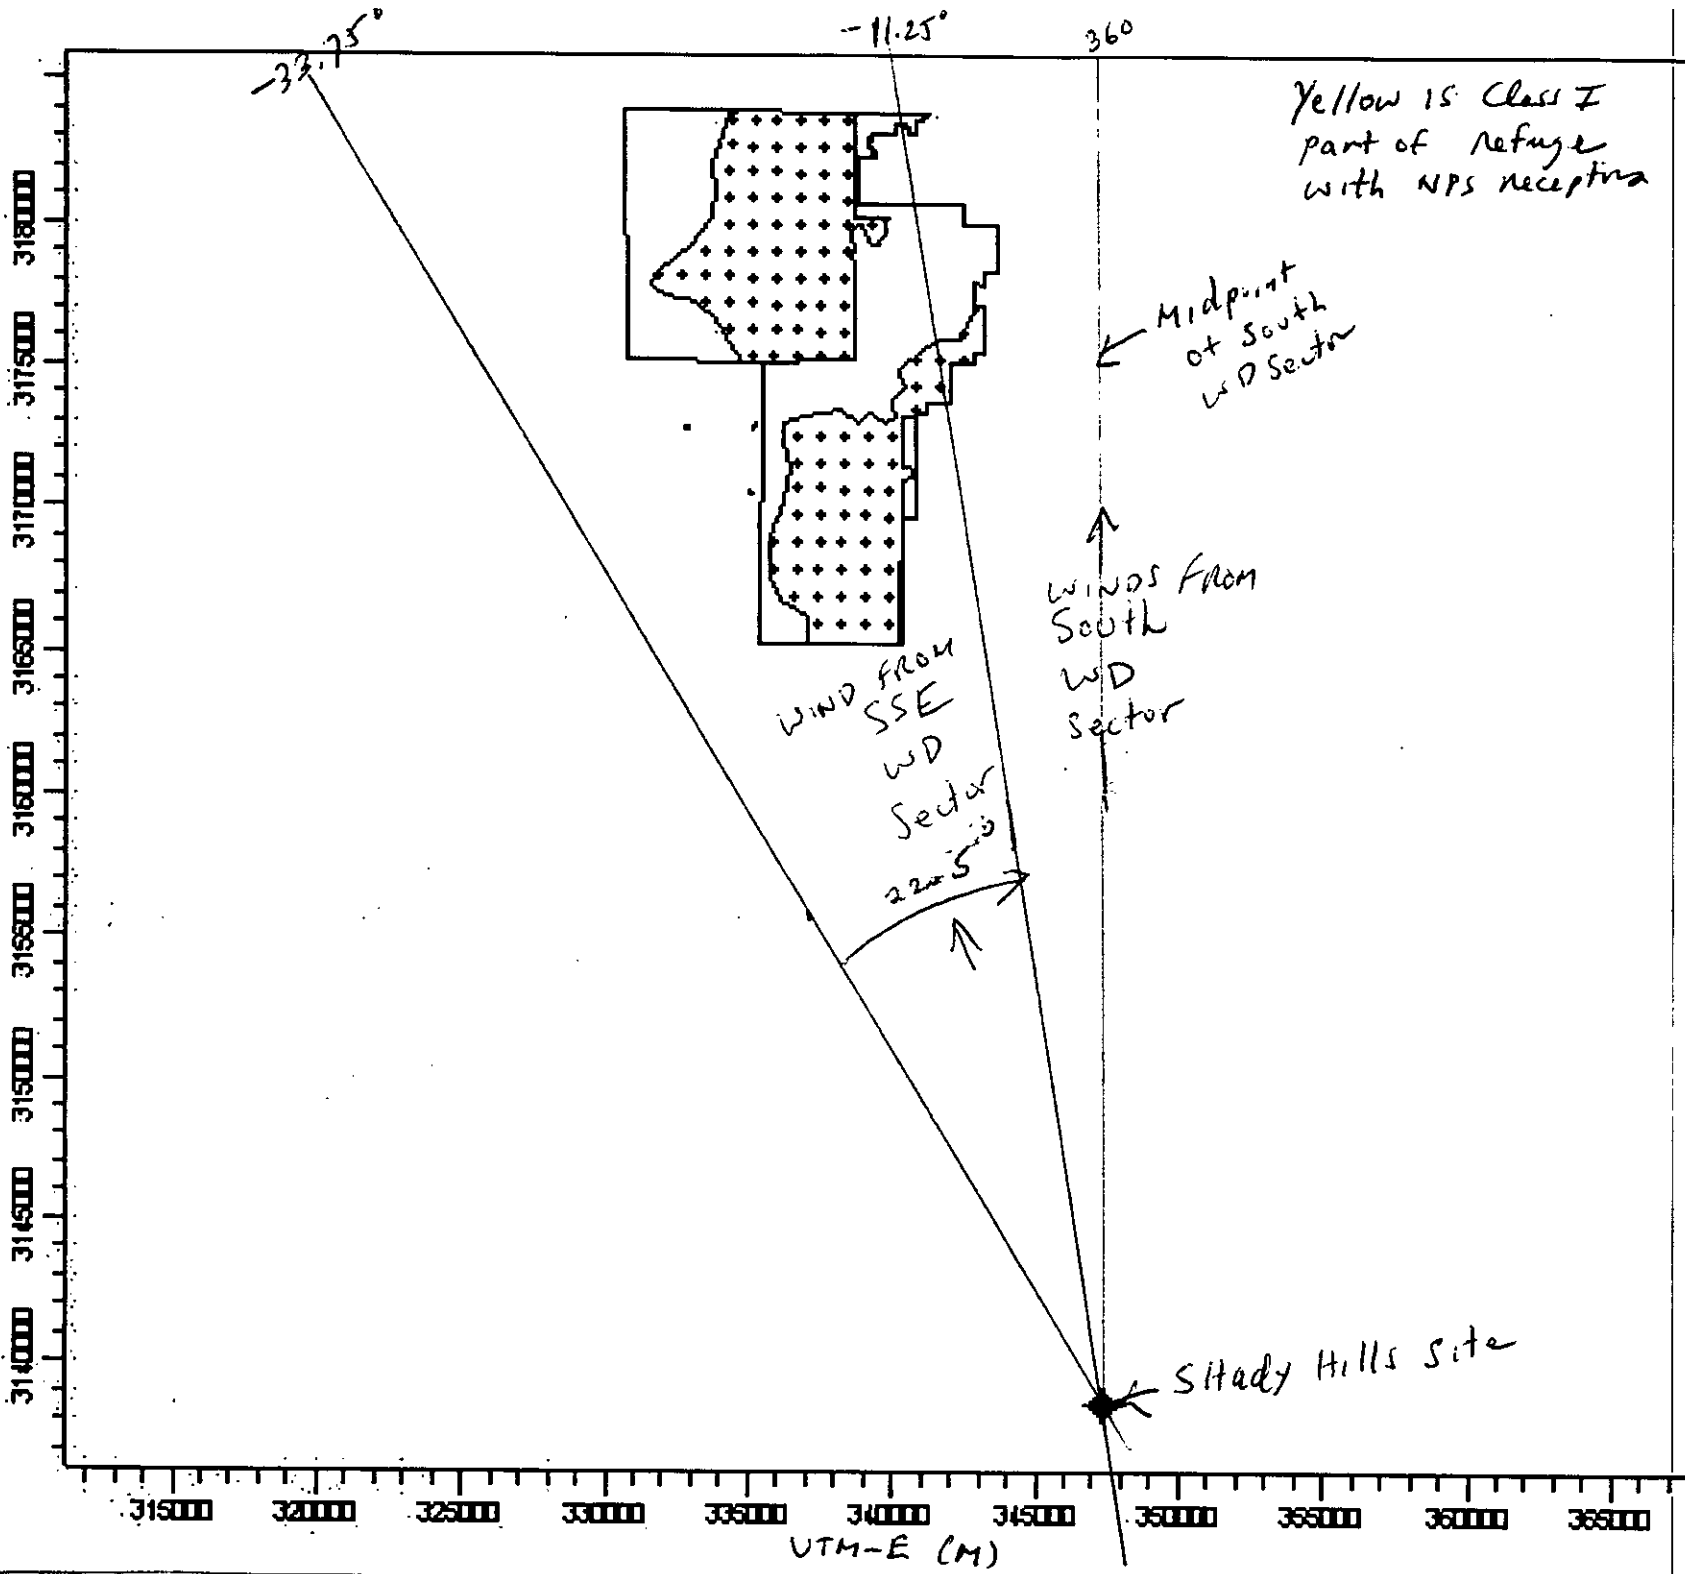 -33.75°
-11.25°
360
Yellow is Class I
part of refuge
with NPS receptors
Midpoint
of South
WD Sector
WINDS FROM
South
WD
Sector
WIND FROM
SSE
WD
Sector
22.5°
SHady Hills Site
3180000
3175000
3170000
3165000
3160000
3155000
3150000
3145000
3140000
315000
320000
325000
330000
335000
340000
345000
350000
355000
360000
365000
UTM-E (M)